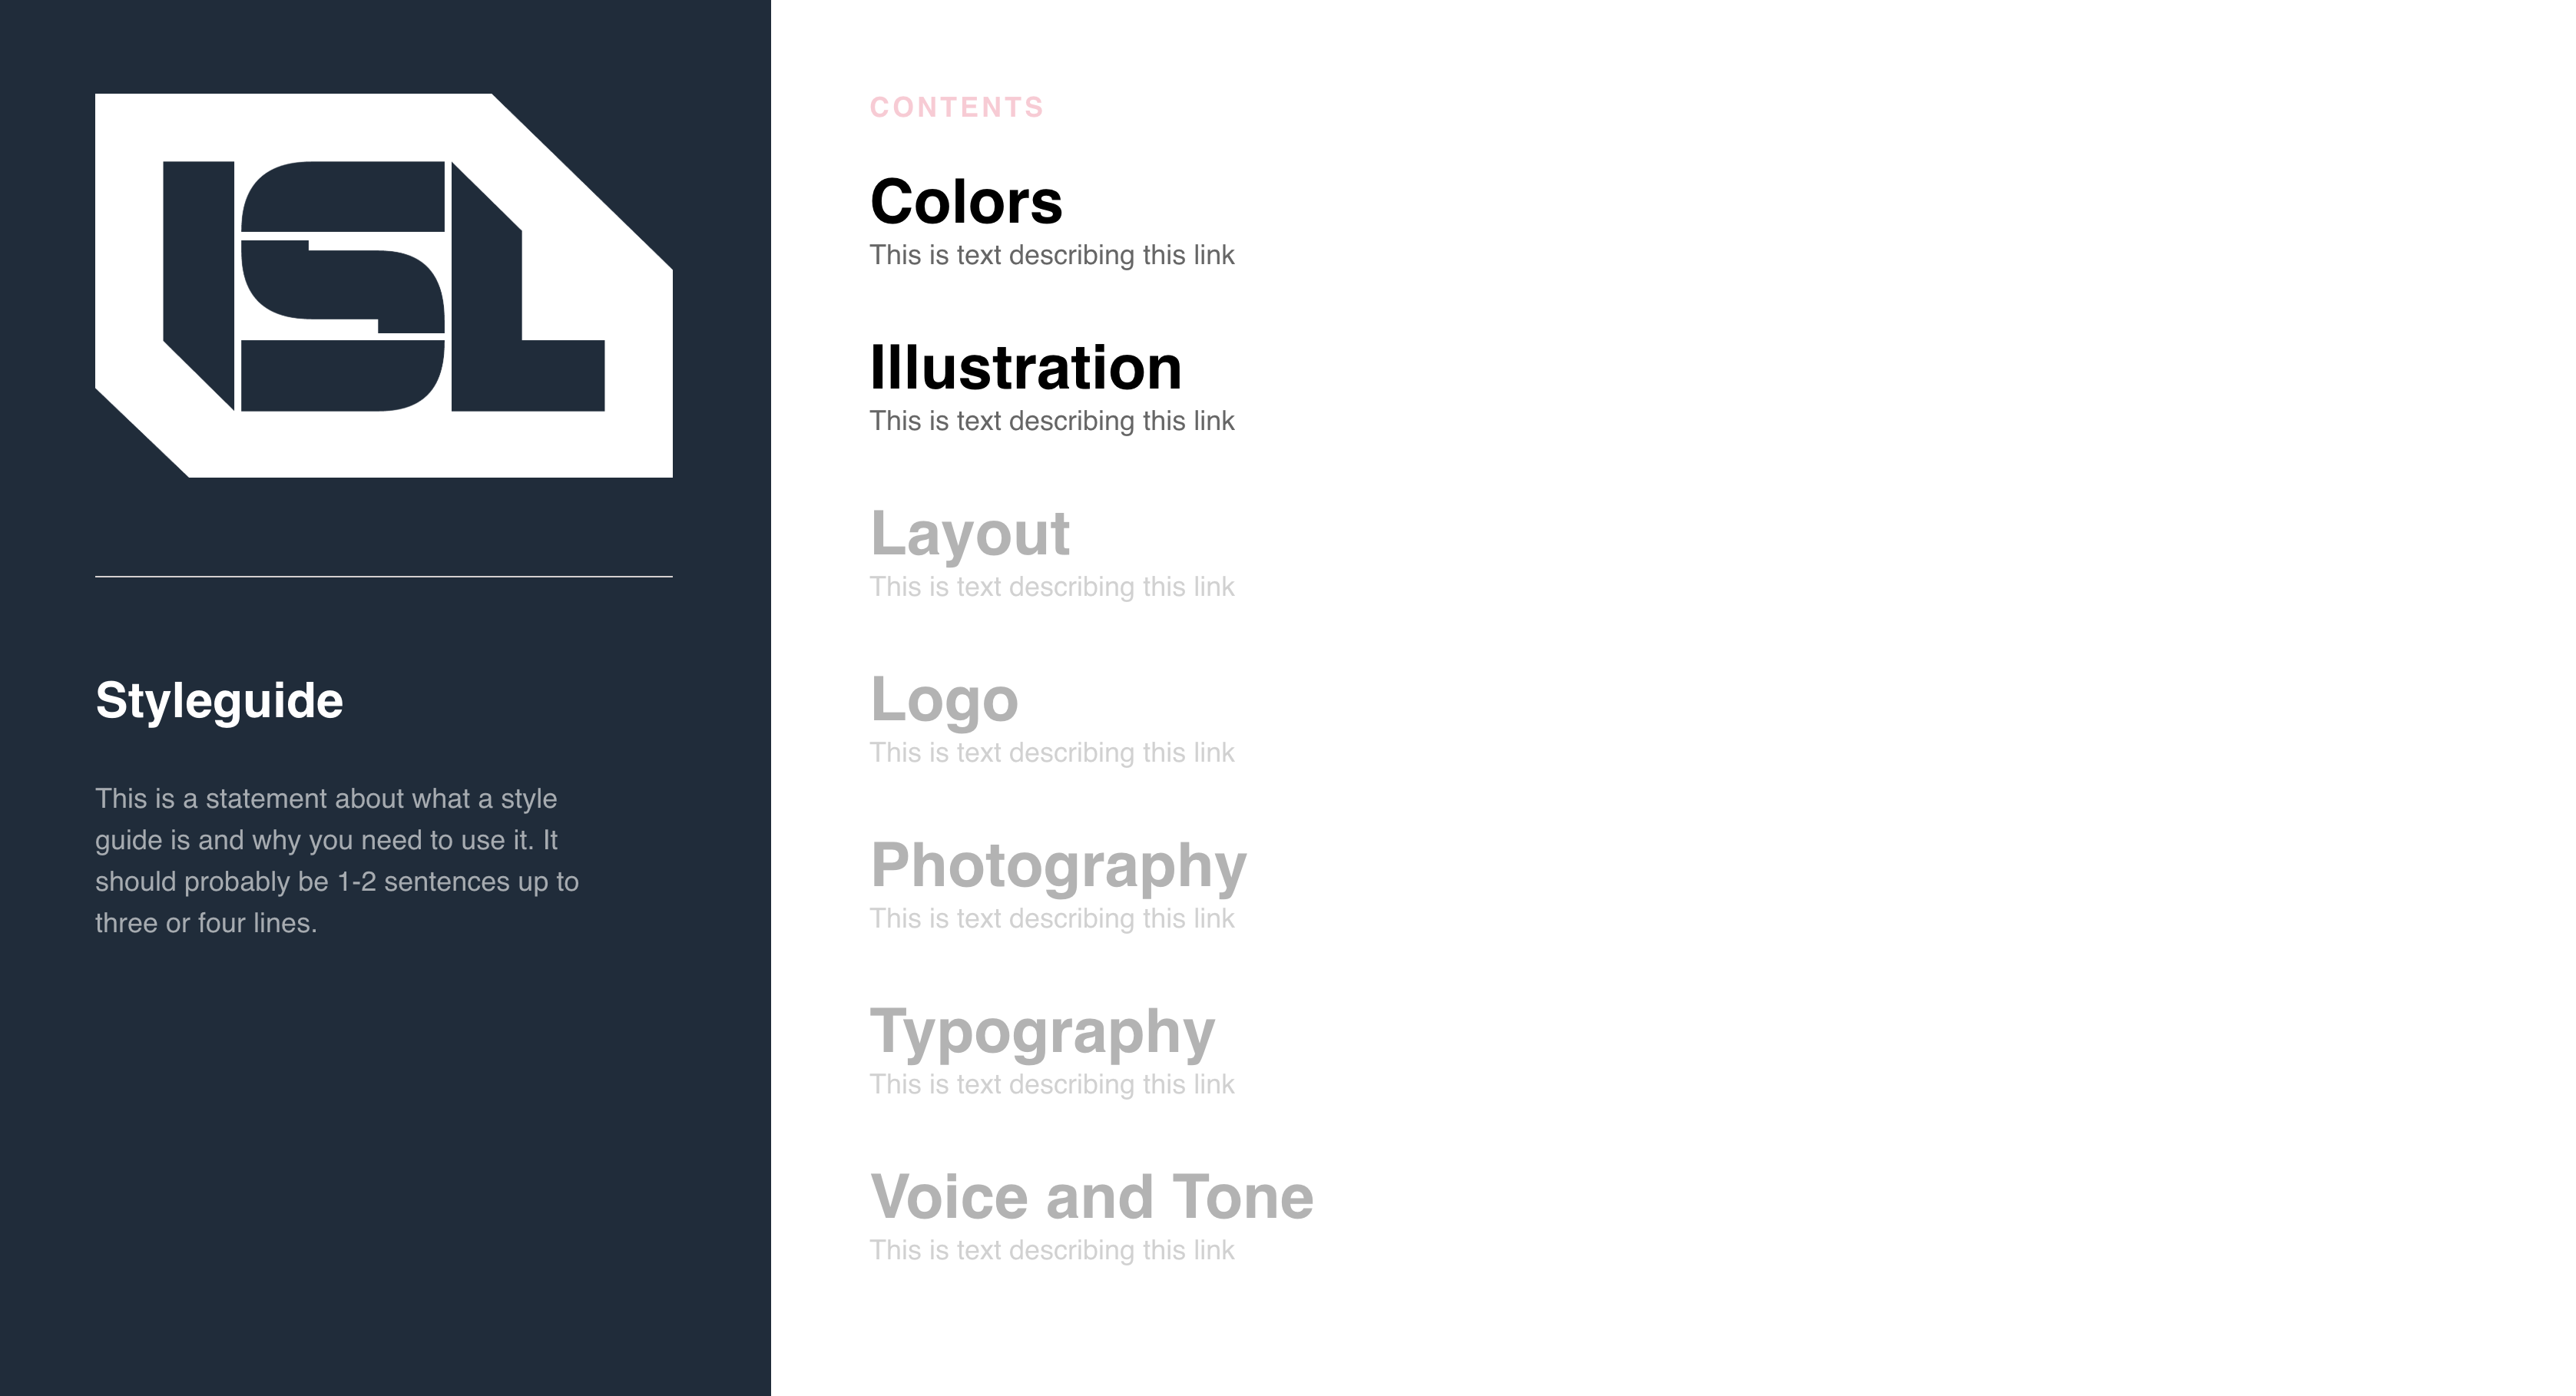 ISL
Styleguide
This is a statement about what a style
guide is and why you need to use it. It
should probably be 1-2 sentences up to
three or four lines.
CONTENTS
Colors
This is text describing this link
Illustration
This is text describing this link
Layout
This is text describing this link
Logo
This is text describing this link
Photography
This is text describing this link
Typography
This is text describing this link
Voice and Tone
This is text describing this link